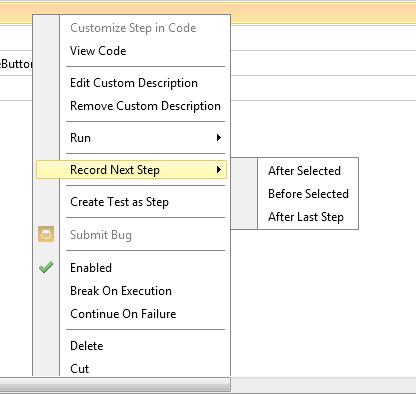 Customize Step in Code
View Code
Button
Edit Custom Description
Remove Custom Description
Run
Record Next Step
After Selected
Before Selected
After Last Step
Create Test as Step
Submit Bug
Enabled
Break On Execution
Continue On Failure
Delete
Cut